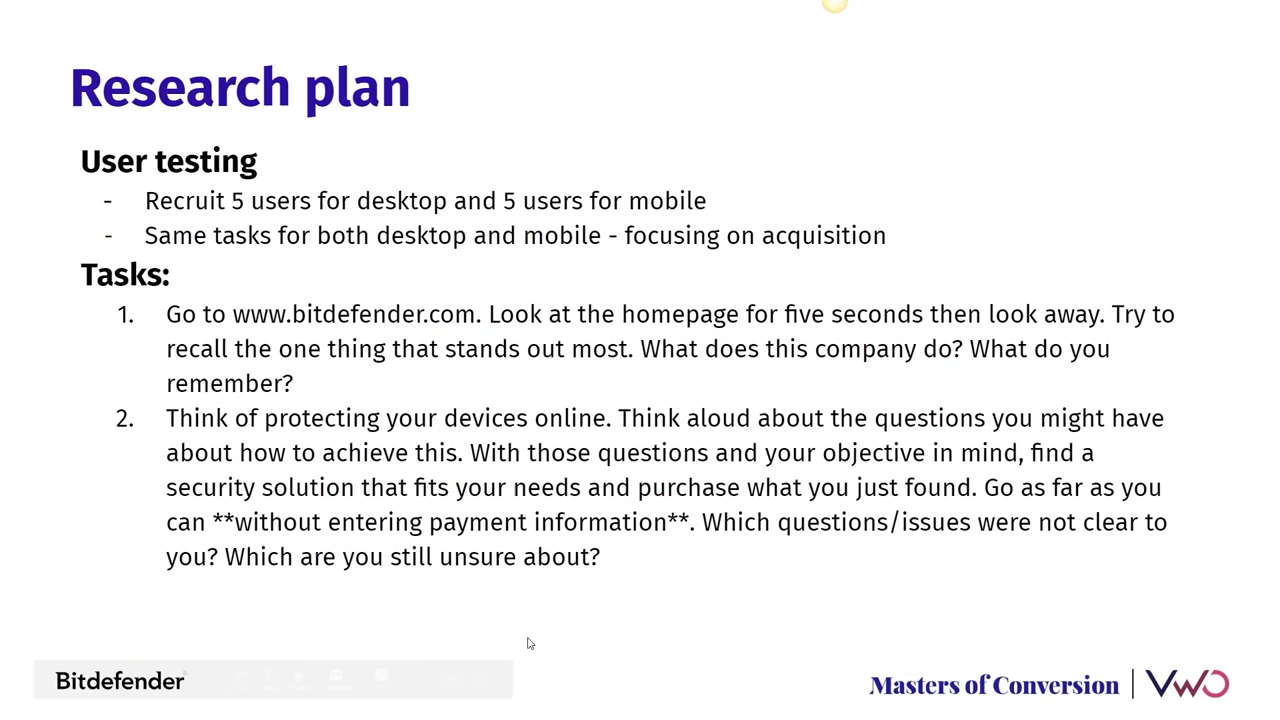 Research plan
User testing
- Recruit 5 users for desktop and 5 users for mobile
- Same tasks for both desktop and mobile - focusing on acquisition
Tasks:
1. Go to www.bitdefender.com. Look at the homepage for five seconds then look away. Try to
recall the one thing that stands out most. What does this company do? What do you
remember?
2. Think of protecting your devices online. Think aloud about the questions you might have
about how to achieve this. With those questions and your objective in mind, find a
security solution that fits your needs and purchase what you just found. Go as far as you
can **without entering payment information**. Which questions/issues were not clear to
you? Which are you still unsure about?
Bitdefender
Masters of Conversion | VWO